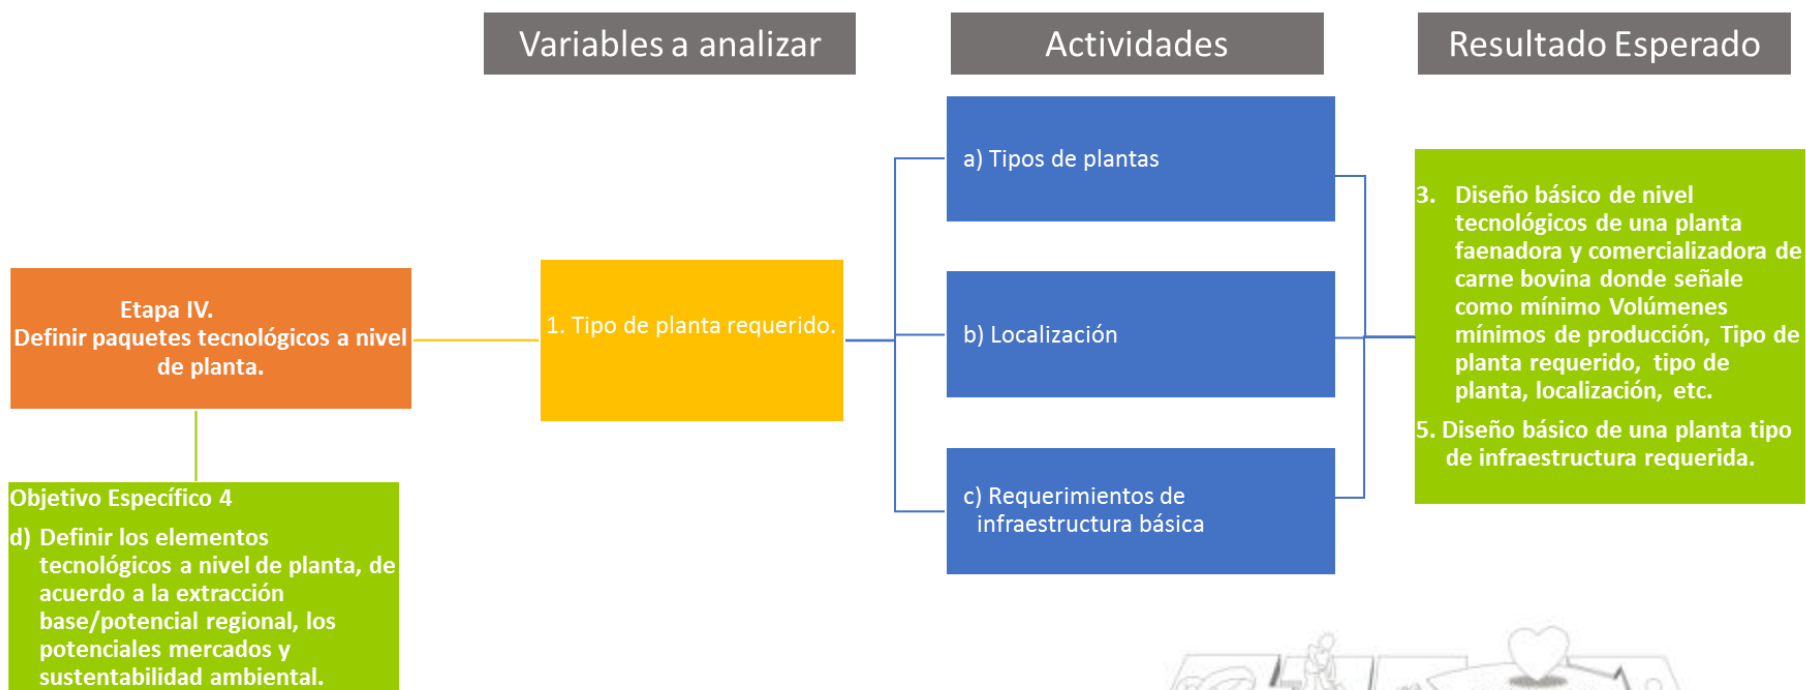 Variables a analizar
Actividades
Resultado Esperado
Etapa IV.
Definir paquetes tecnológicos a nivel
de planta.
Objetivo Específico 4
d) Definir los elementos
tecnológicos a nivel de planta, de
acuerdo a la extracción
base/potencial regional, los
potenciales mercados y
sustentabilidad ambiental.
1. Tipo de planta requerido.
a) Tipos de plantas
b) Localización
c) Requerimientos de
infraestructura básica
3. Diseño básico de nivel
tecnológicos de una planta
faenadora y comercializadora de
carne bovina donde señale
como mínimo Volúmenes
mínimos de producción, Tipo de
planta requerido, tipo de
planta, localización, etc.
5. Diseño básico de una planta tipo
de infraestructura requerida.